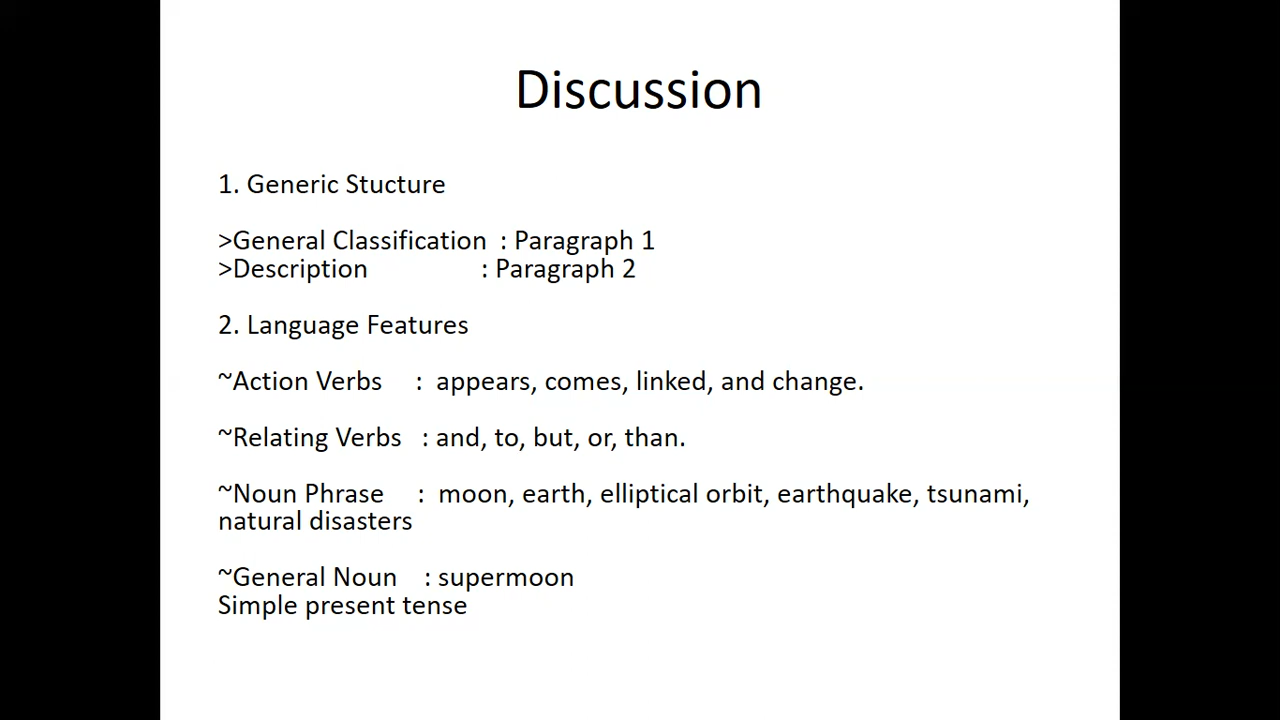 Discussion
1. Generic Stucture
>General Classification : Paragraph 1
>Description : Paragraph 2
2. Language Features
~Action Verbs : appears, comes, linked, and change.
~Relating Verbs : and, to, but, or, than.
~Noun Phrase : moon, earth, elliptical orbit, earthquake, tsunami,
natural disasters
~General Noun : supermoon
Simple present tense